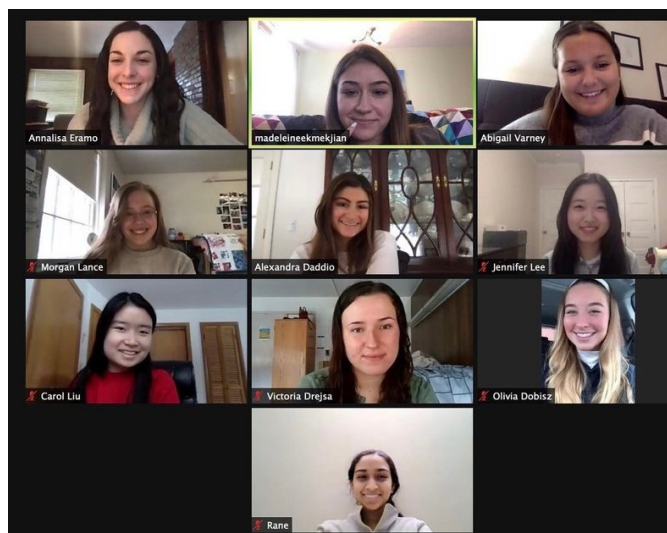 Annalisa Eramo
madeleineekmekjian
Abigail Varney
Morgan Lance
Alexandra Daddio
Jennifer Lee
Carol Liu
Victoria Drejsa
Olivia Dobisz
Rane